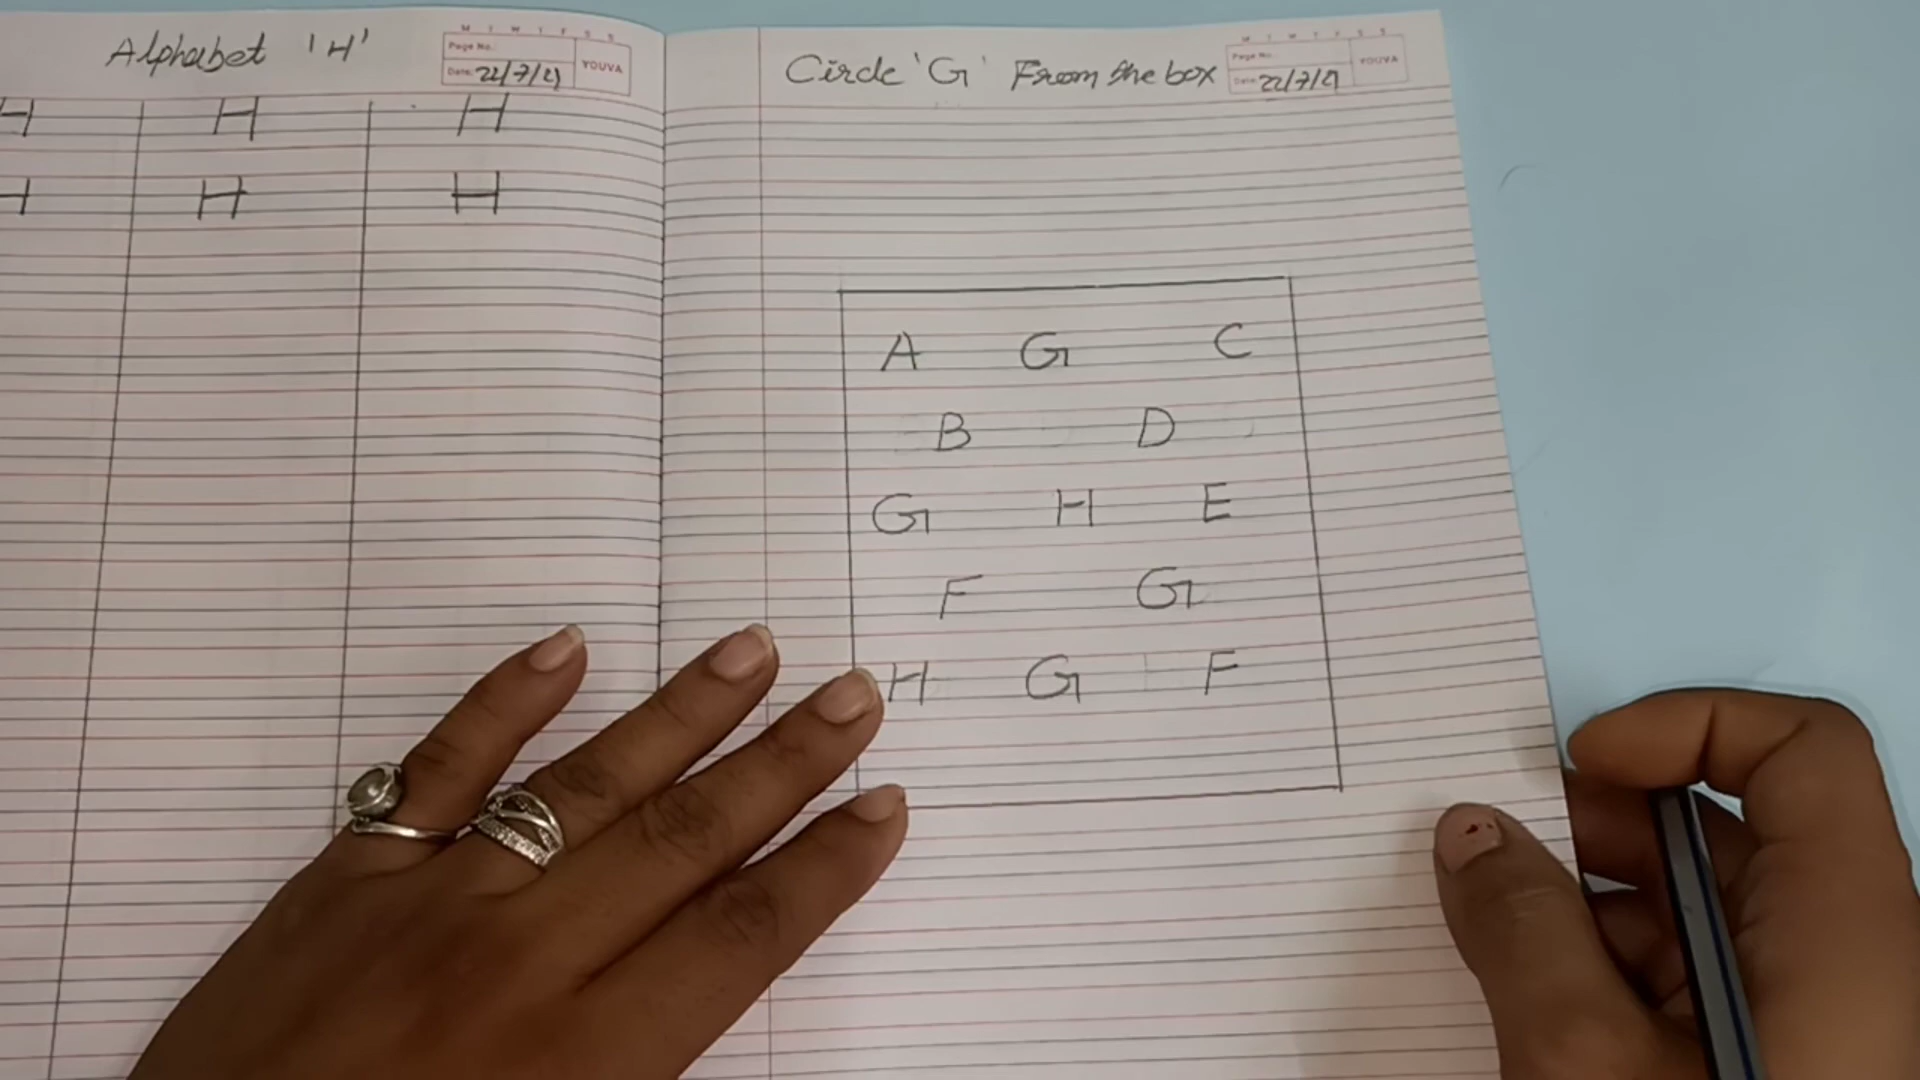 Alphabet 'H'
M T W T F S S
Page No.
Date: 22/7/21
YOUVA
H H H
H H H
Circle 'G' From the box
M T W T F S S
Page No.
Date: 22/7/21
YOUVA
A G C
B D
G H E
F G
H G F